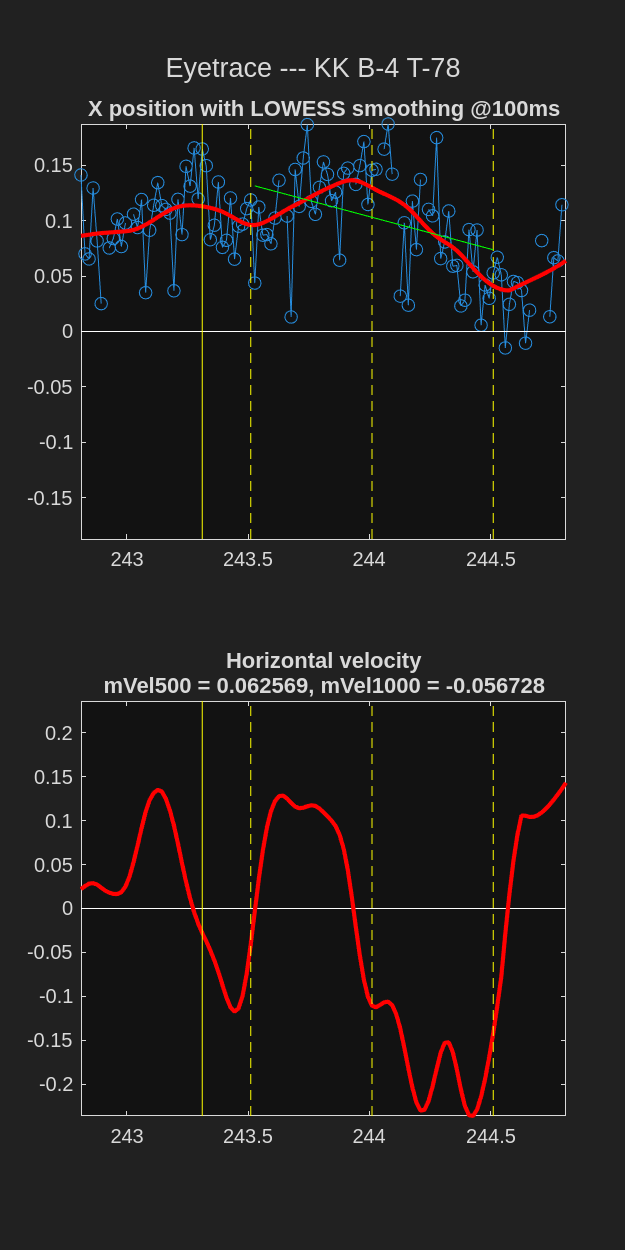 Eyetrace --- KK B-4 T-78
X position with LOWESS smoothing @100ms
0.15
0.1
0.05
0
-0.05
-0.1
-0.15
243 243.5 244 244.5
Horizontal velocity
mVel500 = 0.062569, mVel1000 = -0.056728
0.2
0.15
0.1
0.05
0
-0.05
-0.1
-0.15
-0.2
243 243.5 244 244.5